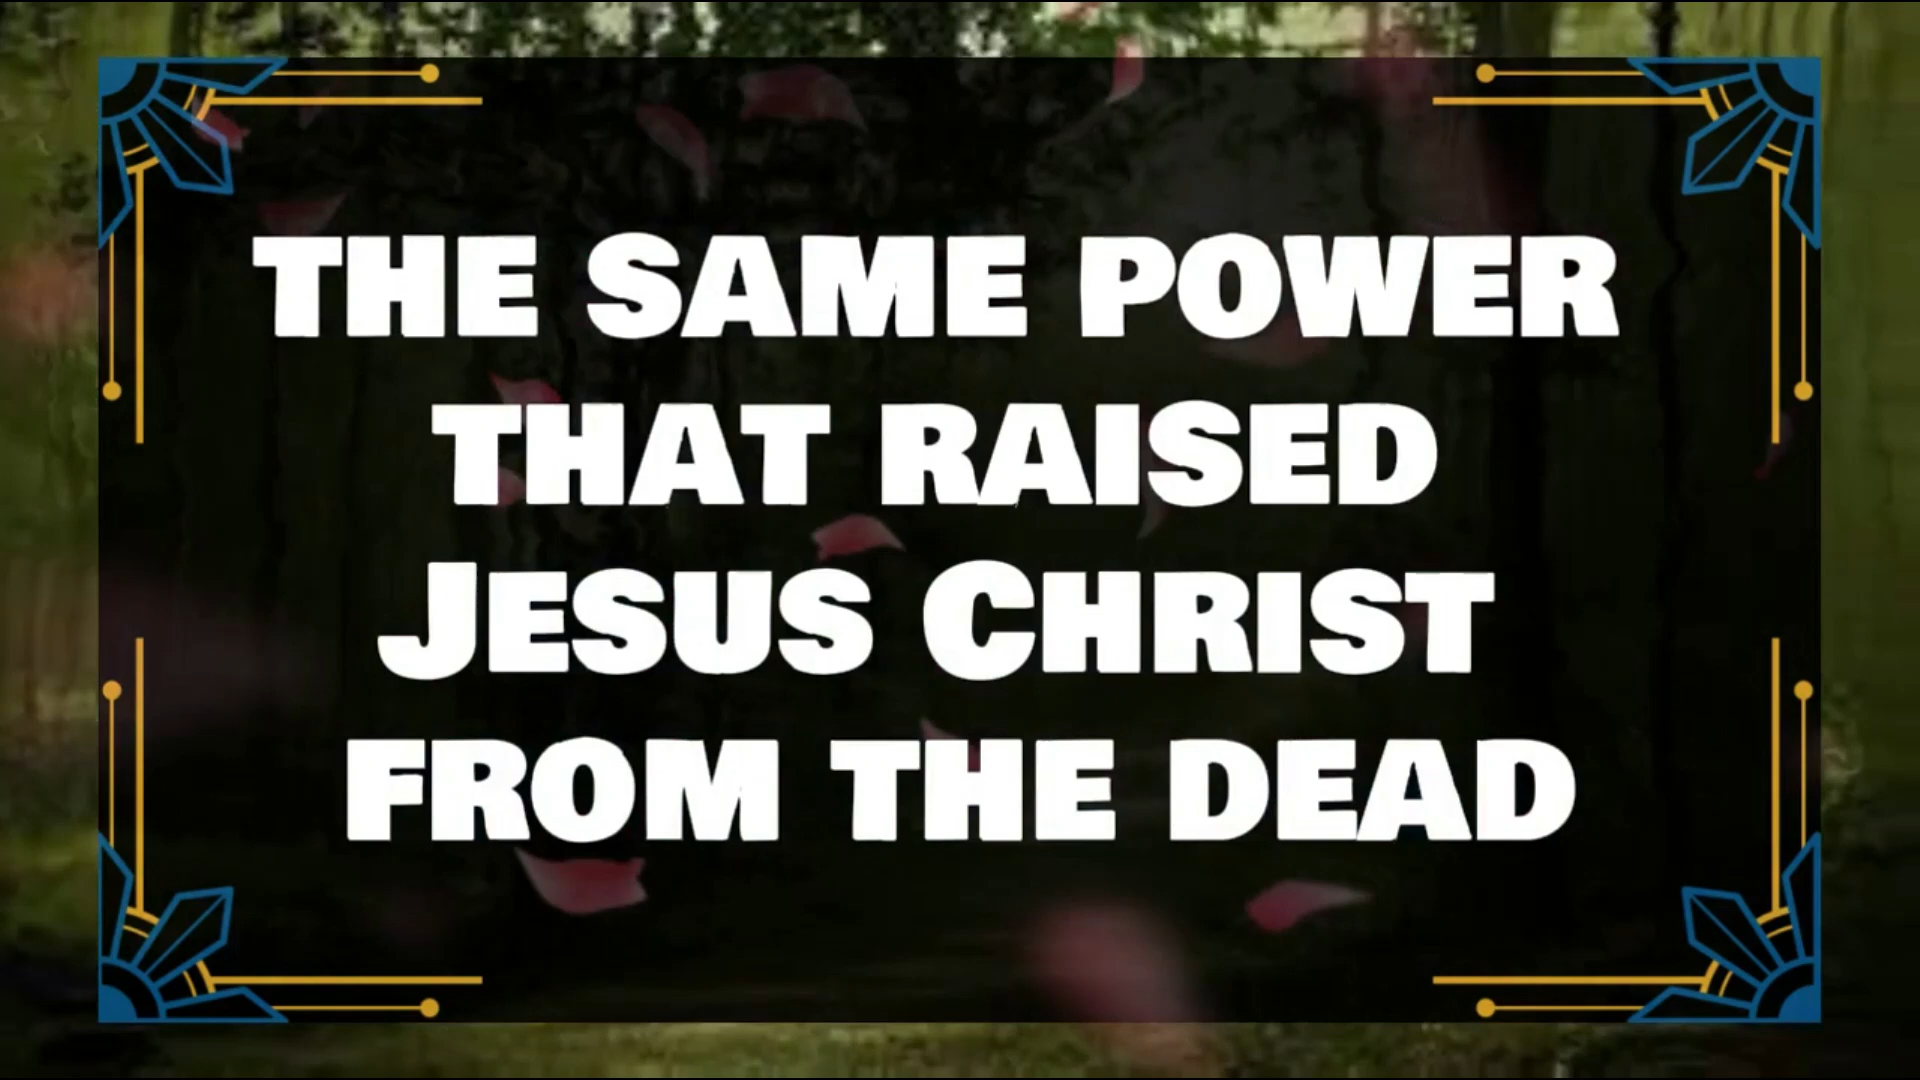 THE SAME POWER
THAT RAISED
JESUS CHRIST
FROM THE DEAD